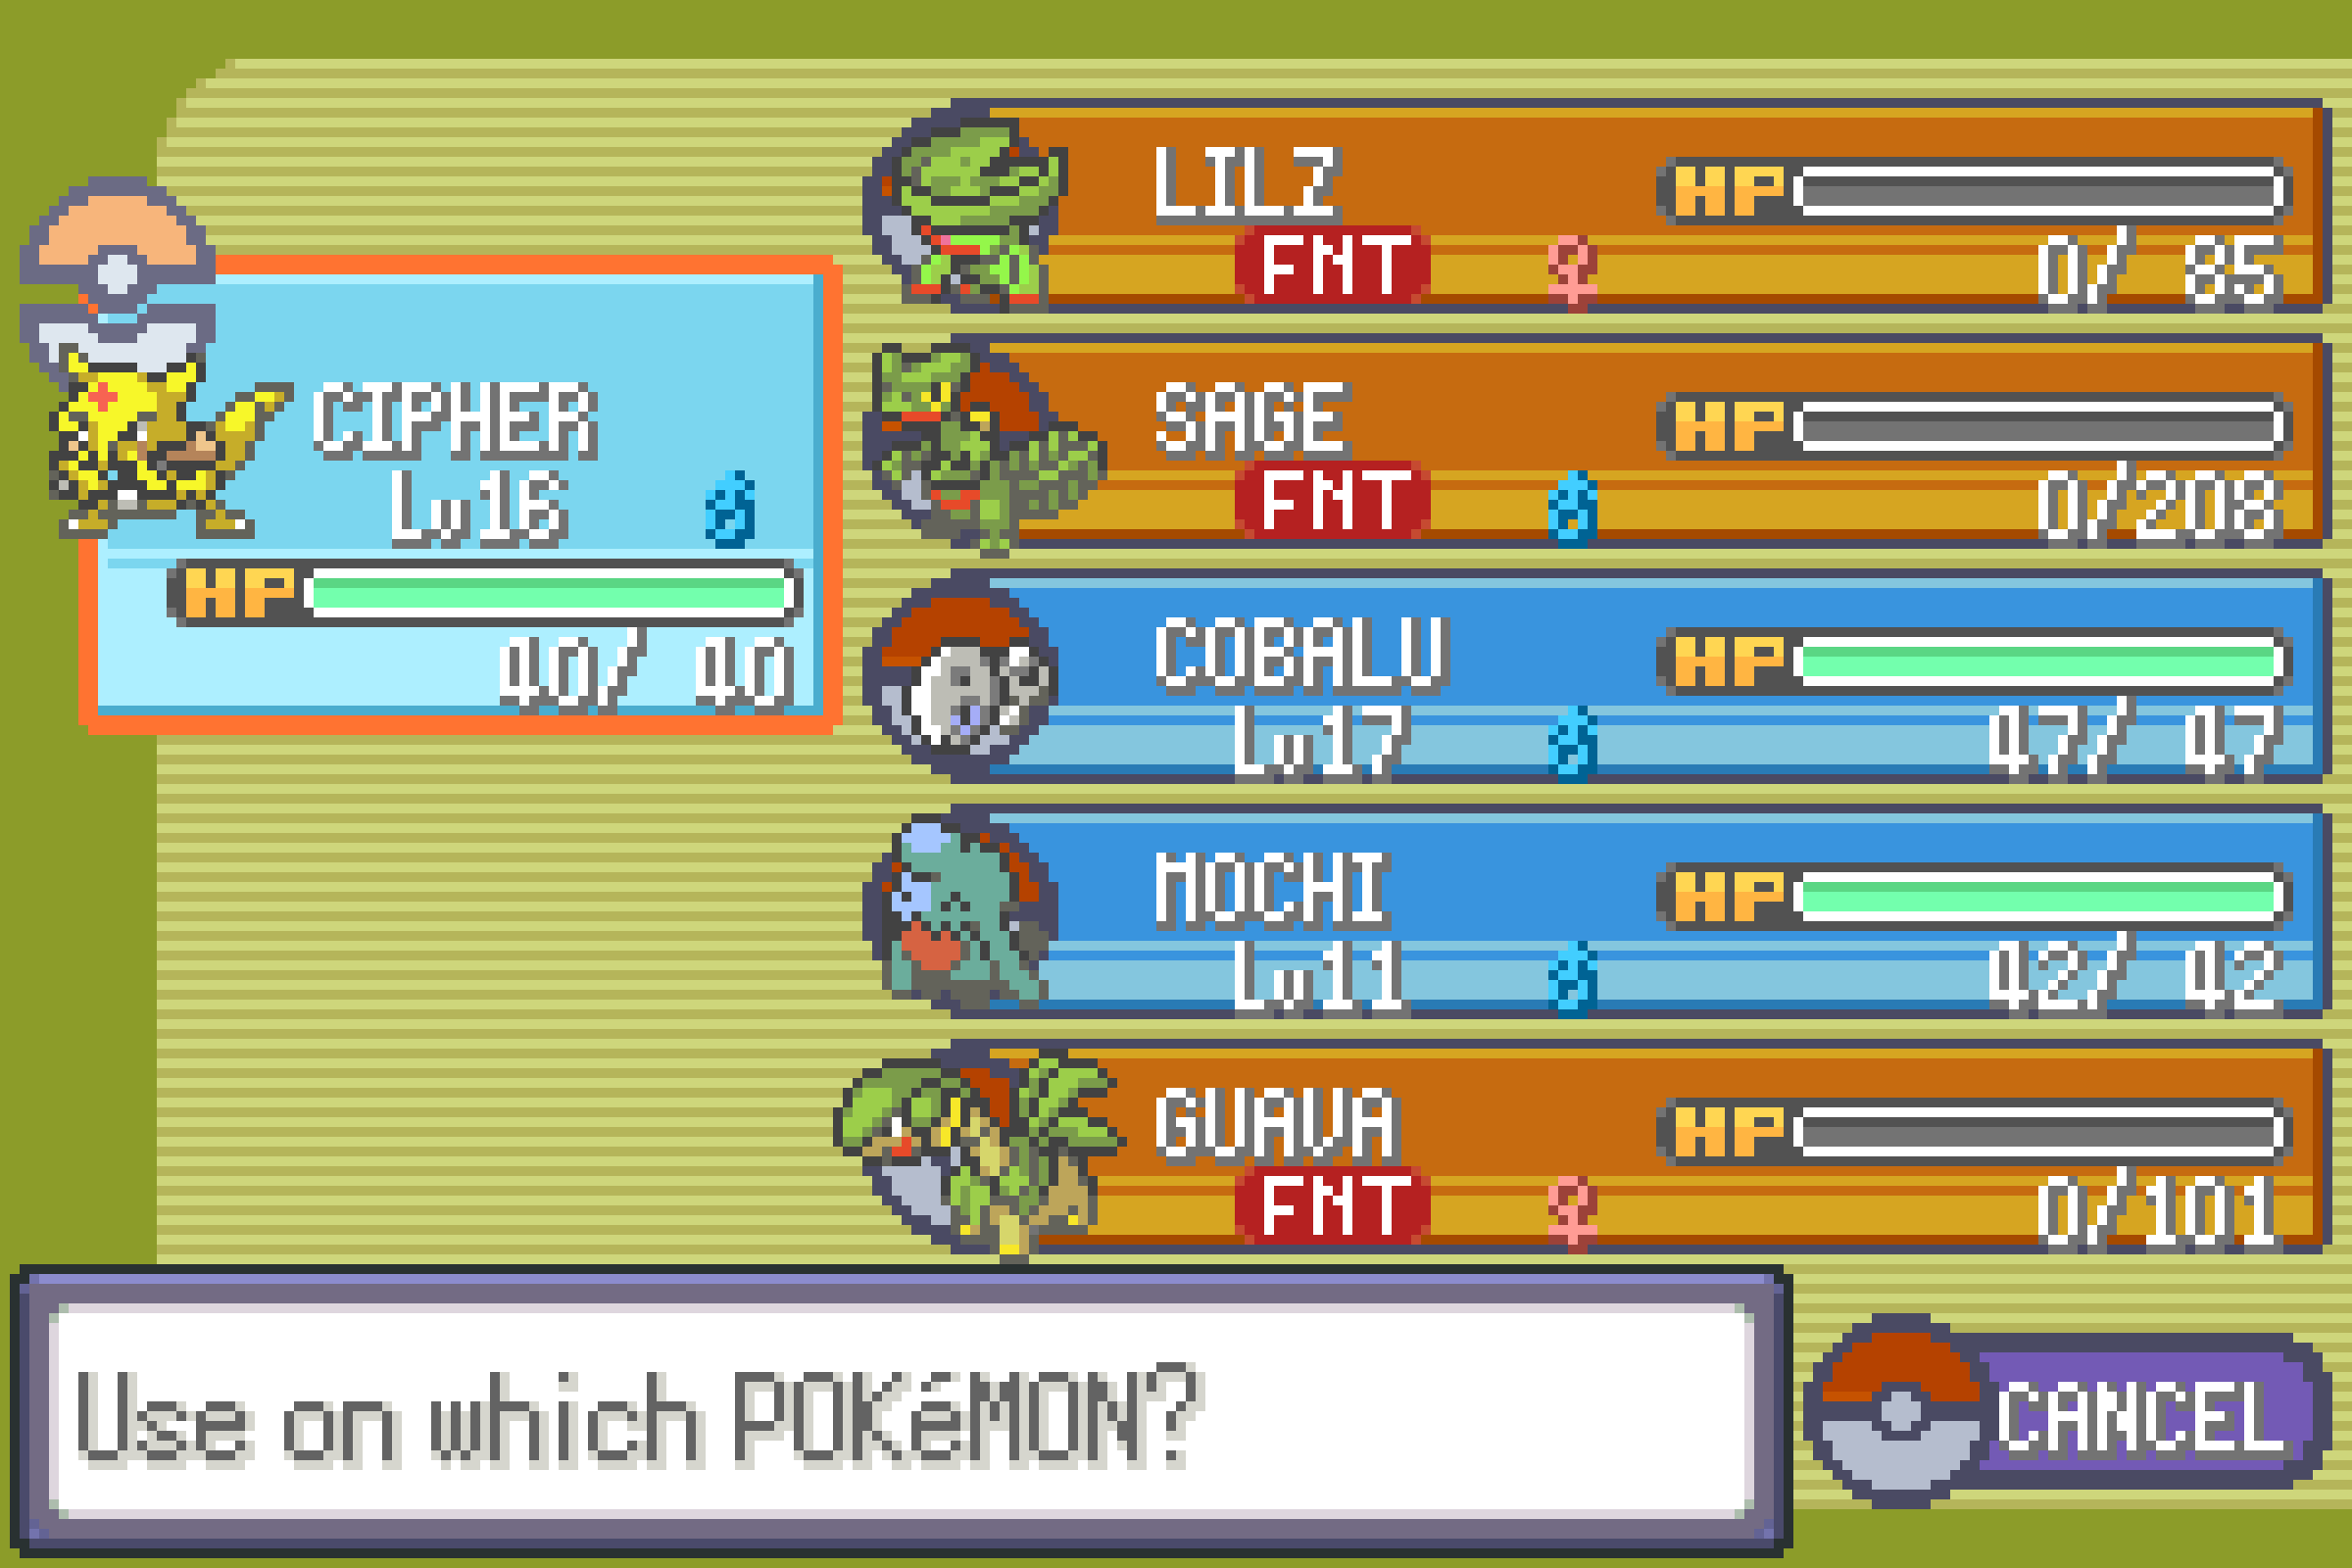 CIPHER
Lv16 ♂
HP
40/ 40
LILZ
HP
FNT ♀
0/ 85
SAGE
HP
FNT ♂
0/208
COBALU
HP
Lv17 ♂
47/ 47
MOCHI
HP
Lv11 ♂
42/ 42
GUAVA
HP
FNT ♀
0/101
Use on which POKéMON?
CANCEL